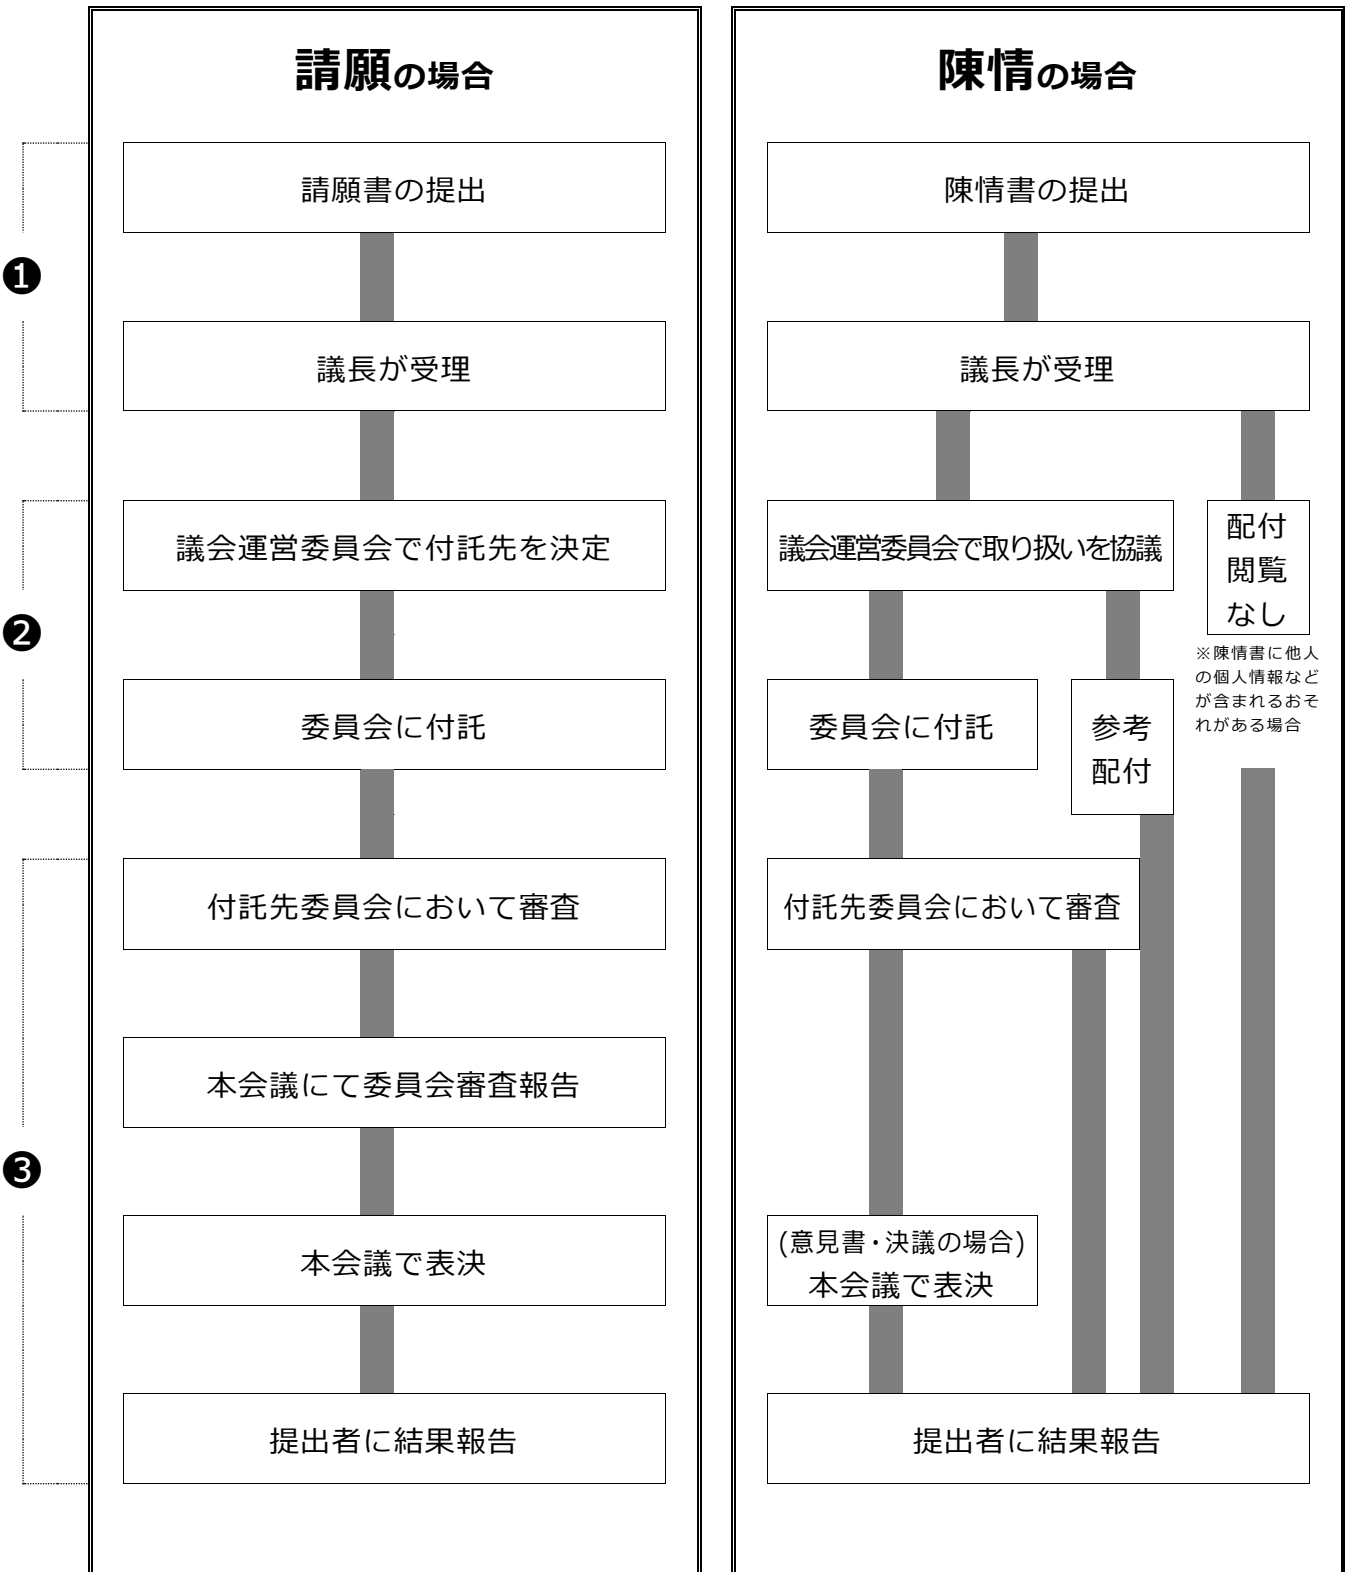 請願の場合
❶
請願書の提出
議長が受理
❷
議会運営委員会で付託先を決定
委員会に付託
❸
付託先委員会において審査
本会議にて委員会審査報告
本会議で表決
提出者に結果報告
陳情の場合
陳情書の提出
議長が受理
議会運営委員会で取り扱いを協議
配付
閲覧
なし
※陳情書に他人
の個人情報など
が含まれるおそ
れがある場合
委員会に付託
参考
配付
付託先委員会において審査
(意見書・決議の場合)
本会議で表決
提出者に結果報告